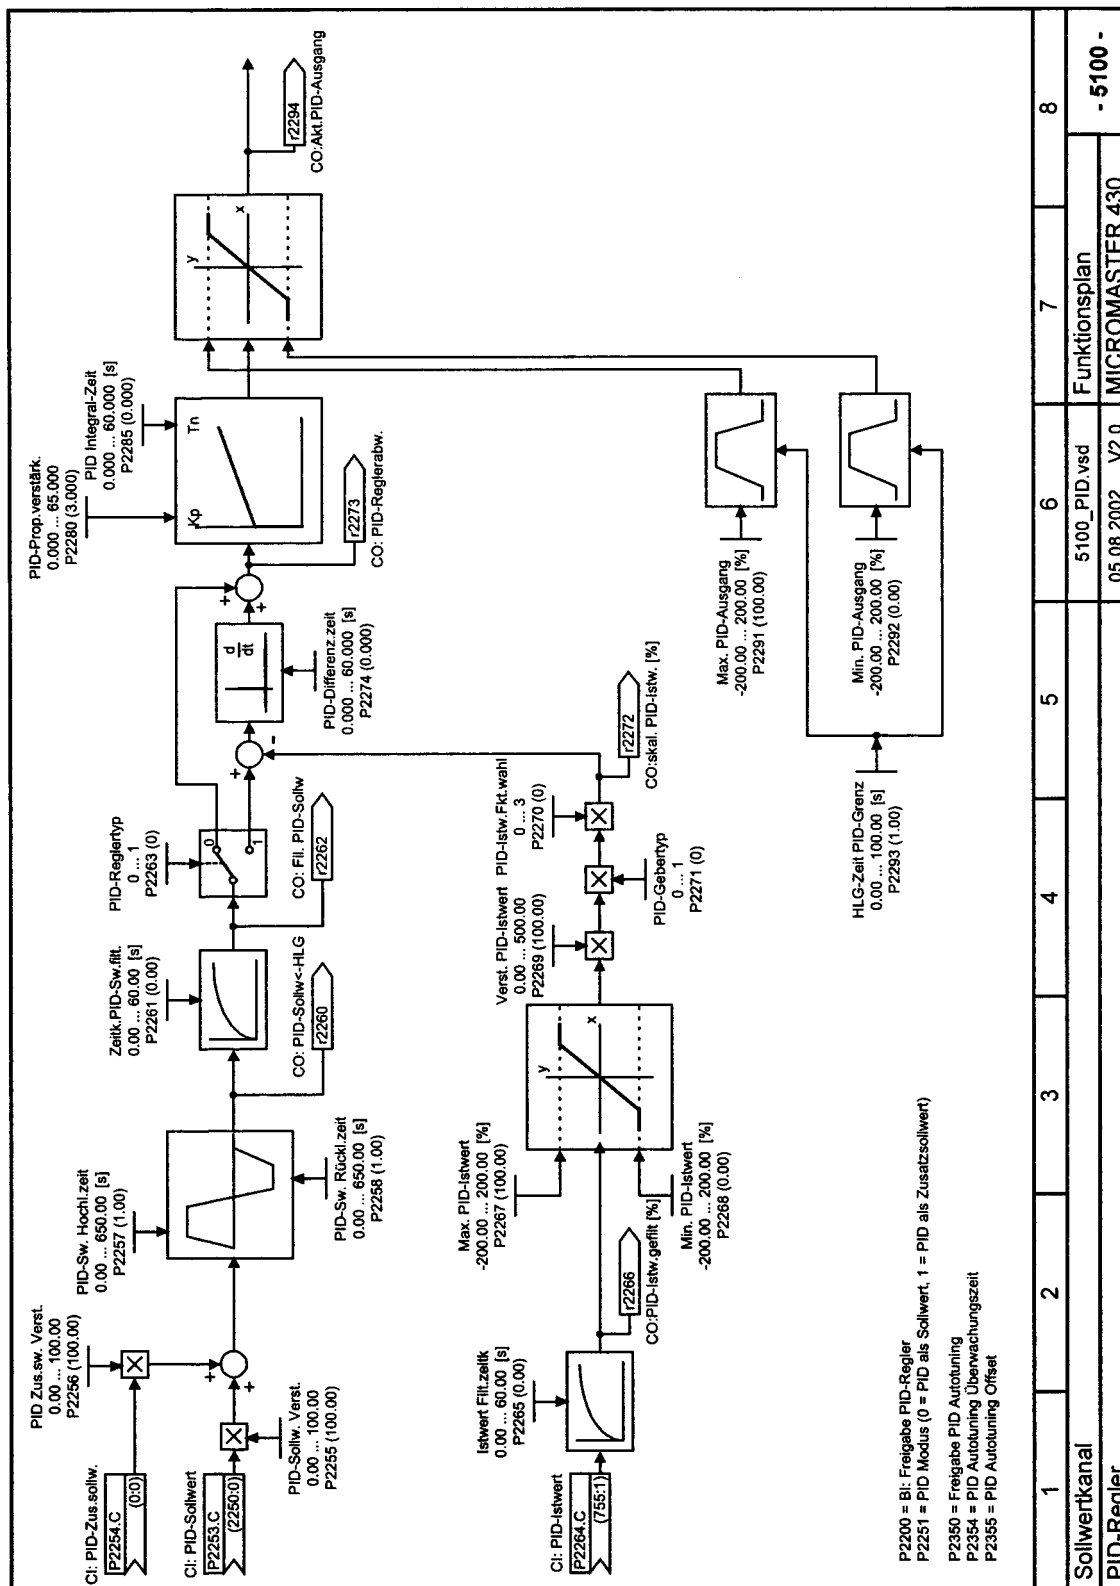 CI: PID-Zus.sollw.
P2254.C
(0:0)
PID Zus.sw. Verst.
0.00 ... 100.00
P2256 (100.00)
CI: PID-Sollwert
P2253.C
(2250:0)
PID-Sollw. Verst.
0.00 ... 100.00
P2255 (100.00)
PID-Sw. Hochl.zeit
0.00 ... 650.00 [s]
P2257 (1.00)
PID-Sw. Rückl.zeit
0.00 ... 650.00 [s]
P2258 (1.00)
r2260
CO: PID-Sollw<-HLG
Zeitk.PID-Sw.filt.
0.00 ... 60.00 [s]
P2261 (0.00)
r2262
CO: Fil. PID-Sollw
PID-Reglertyp
0 ... 1
P2263 (0)
0
1
+
-
d
dt
PID-Differenz.zeit
0.000 ... 60.000 [s]
P2274 (0.000)
+
+
r2273
CO: PID-Reglerabw.
PID-Prop.verstärk.
0.000 ... 65.000
P2280 (3.000)
PID Integral-Zeit
0.000 ... 60.000 [s]
P2285 (0.000)
Kp
Tn
y
x
r2294
CO:Akt.PID-Ausgang
+
+
CI: PID-Istwert
P2264.C
(755:1)
Istwert Filt.zeitk
0.00 ... 60.00 [s]
P2265 (0.00)
r2266
CO:PID-Istw.gefilt [%]
Max. PID-Istwert
-200.00 ... 200.00 [%]
P2267 (100.00)
Min. PID-Istwert
-200.00 ... 200.00 [%]
P2268 (0.00)
y
x
Verst. PID-Istwert
0.00 ... 500.00
P2269 (100.00)
PID-Gebertyp
0 ... 1
P2271 (0)
PID-Istw.Fkt.wahl
0 ... 3
P2270 (0)
r2272
CO:skal. PID-Istw. [%]
Max. PID-Ausgang
-200.00 ... 200.00 [%]
P2291 (100.00)
Min. PID-Ausgang
-200.00 ... 200.00 [%]
P2292 (0.00)
HLG-Zeit PID-Grenz
0.00 ... 100.00 [s]
P2293 (1.00)
P2200 = BI: Freigabe PID-Regler
P2251 = PID Modus (0 = PID als Sollwert, 1 = PID als Zusatzsollwert)
P2350 = Freigabe PID Autotuning
P2354 = PID Autotuning Überwachungszeit
P2355 = PID Autotuning Offset
1 2 3 4 5 6 7 8
Sollwertkanal
5100_PID.vsd
Funktionsplan
- 5100 -
PID-Regler
05.08.2002
V2.0
MICROMASTER 430